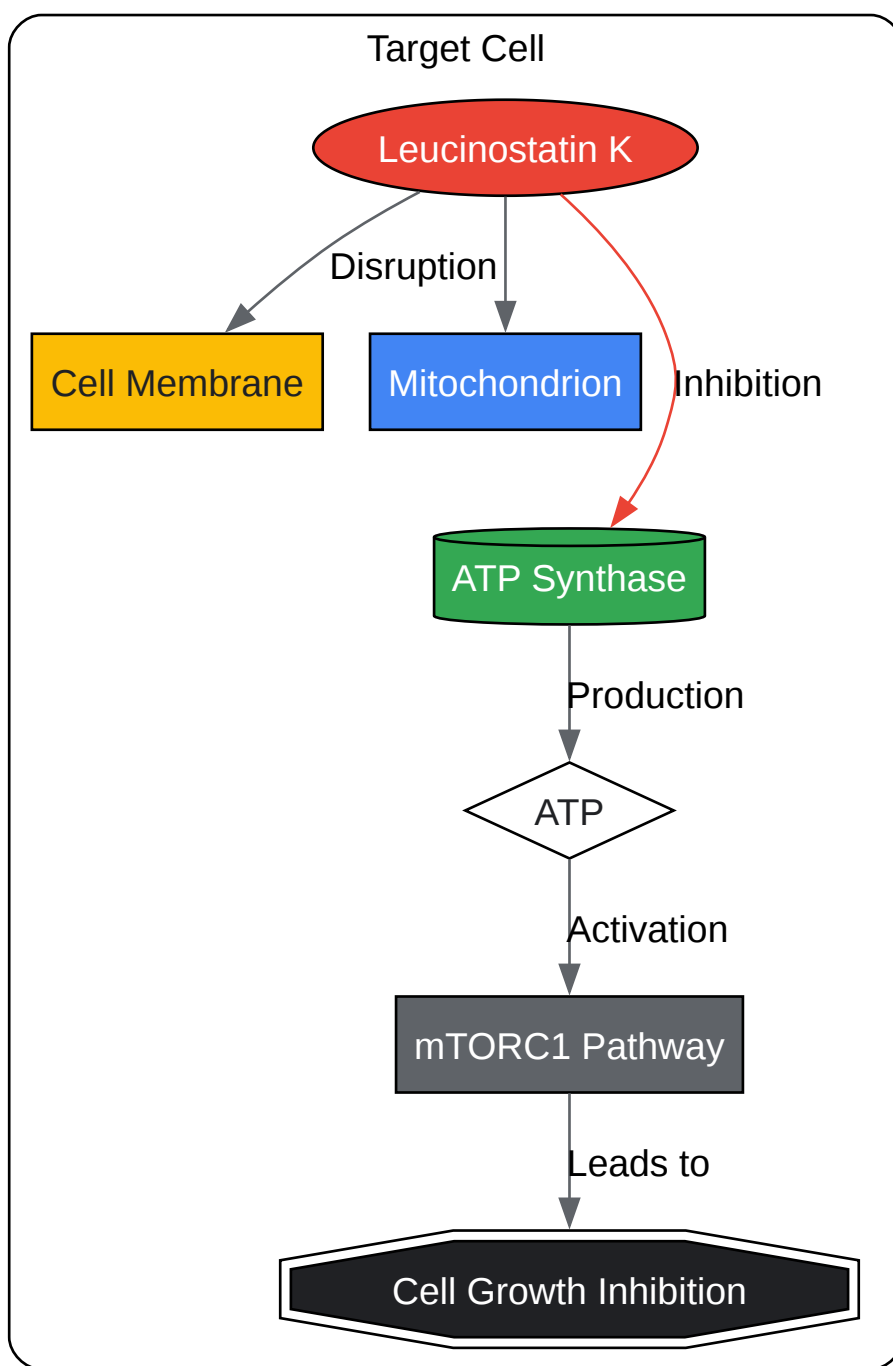 Target Cell
Leucinostatin K
Disruption
Cell Membrane
Mitochondrion
Inhibition
ATP Synthase
Production
ATP
Activation
mTORC1 Pathway
Leads to
Cell Growth Inhibition